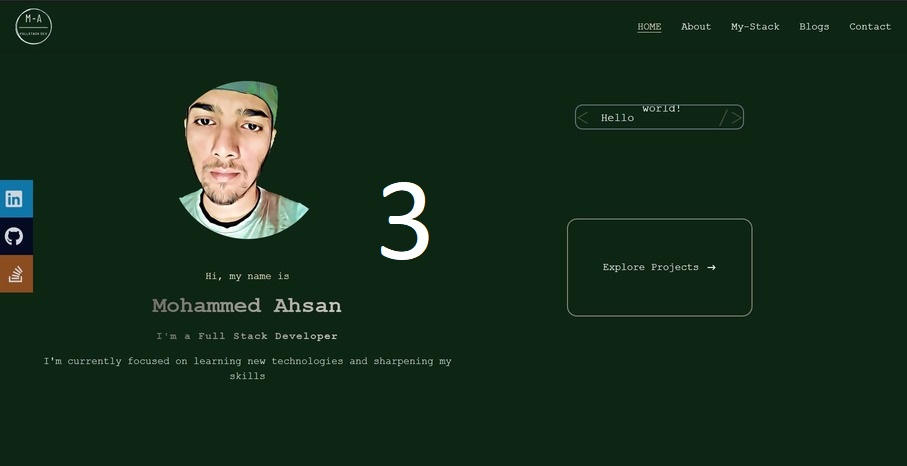 M-A
FULLSTACK DEV
HOME About My-Stack Blogs Contact
world!
< Hello />
in
3
Explore Projects →
Hi, my name is
Mohammed Ahsan
I'm a Full Stack Developer
I'm currently focused on learning new technologies and sharpening my
skills